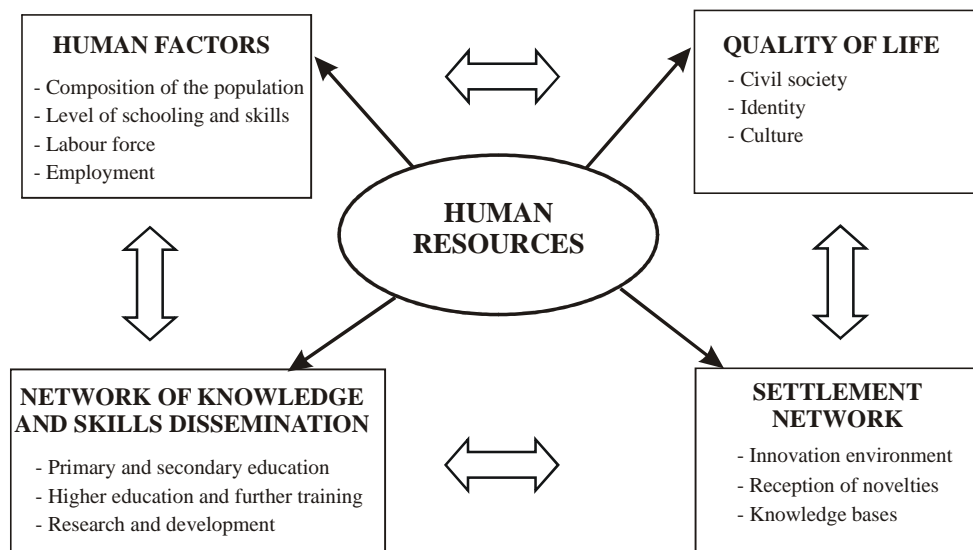 HUMAN FACTORS
- Composition of the population
- Level of schooling and skills
- Labour force
- Employment
QUALITY OF LIFE
- Civil society
- Identity
- Culture
HUMAN
RESOURCES
NETWORK OF KNOWLEDGE
AND SKILLS DISSEMINATION
- Primary and secondary education
- Higher education and further training
- Research and development
SETTLEMENT
NETWORK
- Innovation environment
- Reception of novelties
- Knowledge bases